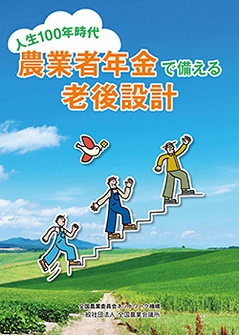 人生100年時代
農業者年金で備える
老後設計
全国農業委員会ネットワーク機構
一般社団法人 全国農業会議所